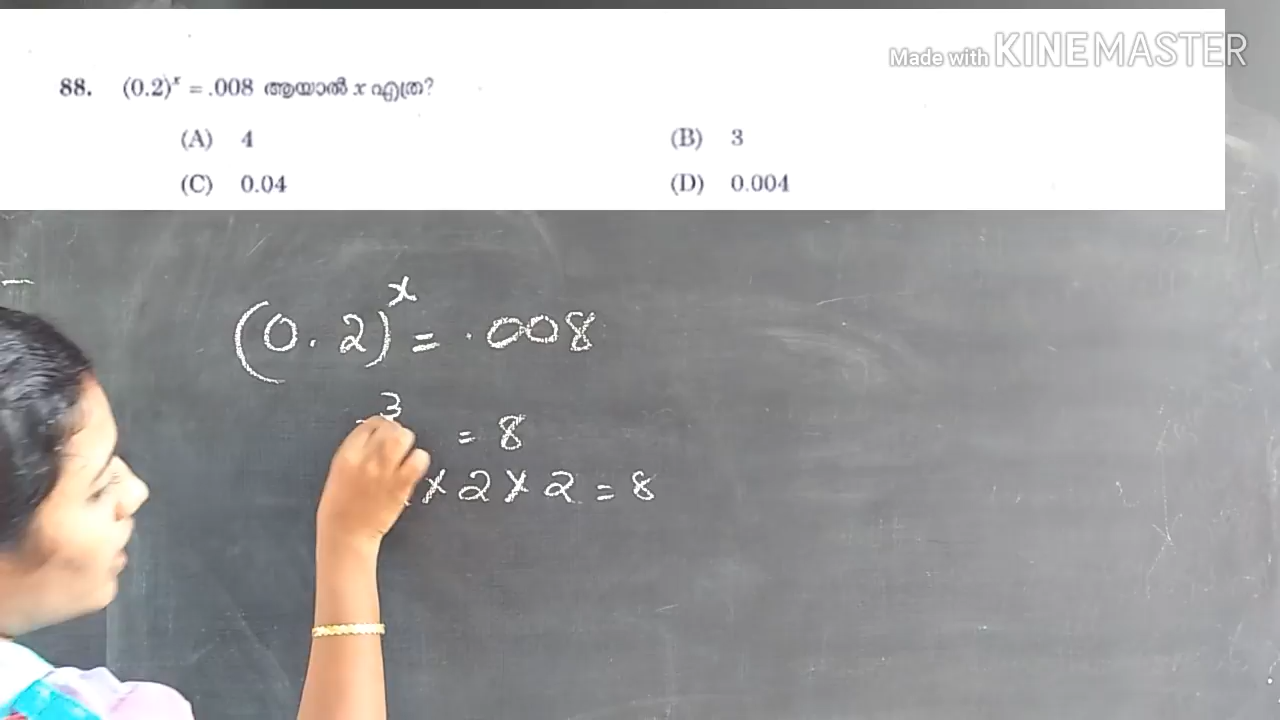 Made with KINEMASTER
88. (0.2)ˣ = .008 ആയാൽ x എത്ര?
(A) 4 (B) 3
(C) 0.04 (D) 0.004
(0.2)ˣ = .008
3 = 8
× 2 × 2 = 8